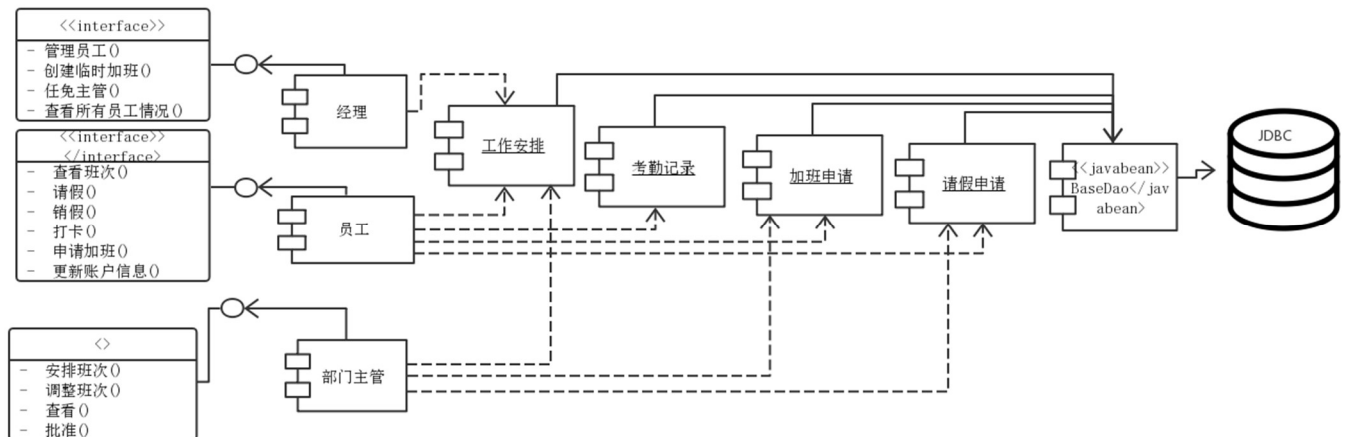 <<interface>>
- 管理员工()
- 创建临时加班()
- 任免主管()
- 查看所有员工情况()
<<interface>>
</interface>
- 查看班次()
- 请假()
- 销假()
- 打卡()
- 申请加班()
- 更新账户信息()
<>
- 安排班次()
- 调整班次()
- 查看()
- 批准()
经理
员工
部门主管
工作安排
考勤记录
加班申请
请假申请
<<javabean>>
BaseDao</jav
abean>
JDBC